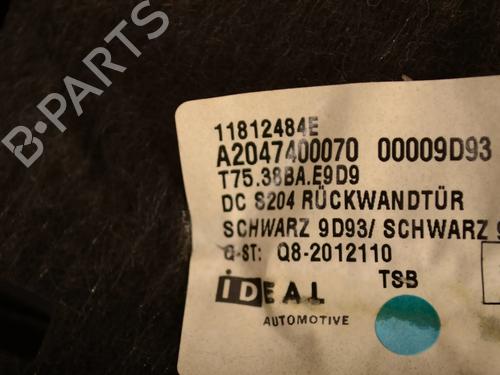 11812484E
A2047400070 00009D93
T75.38BA.E9D9
DC S204 RÜCKWANDTÜR
SCHWARZ 9D93/ SCHWARZ 9
Q-ST: Q8-2012110
iDEAL
TSB
AUTOMOTIVE
B-PARTS